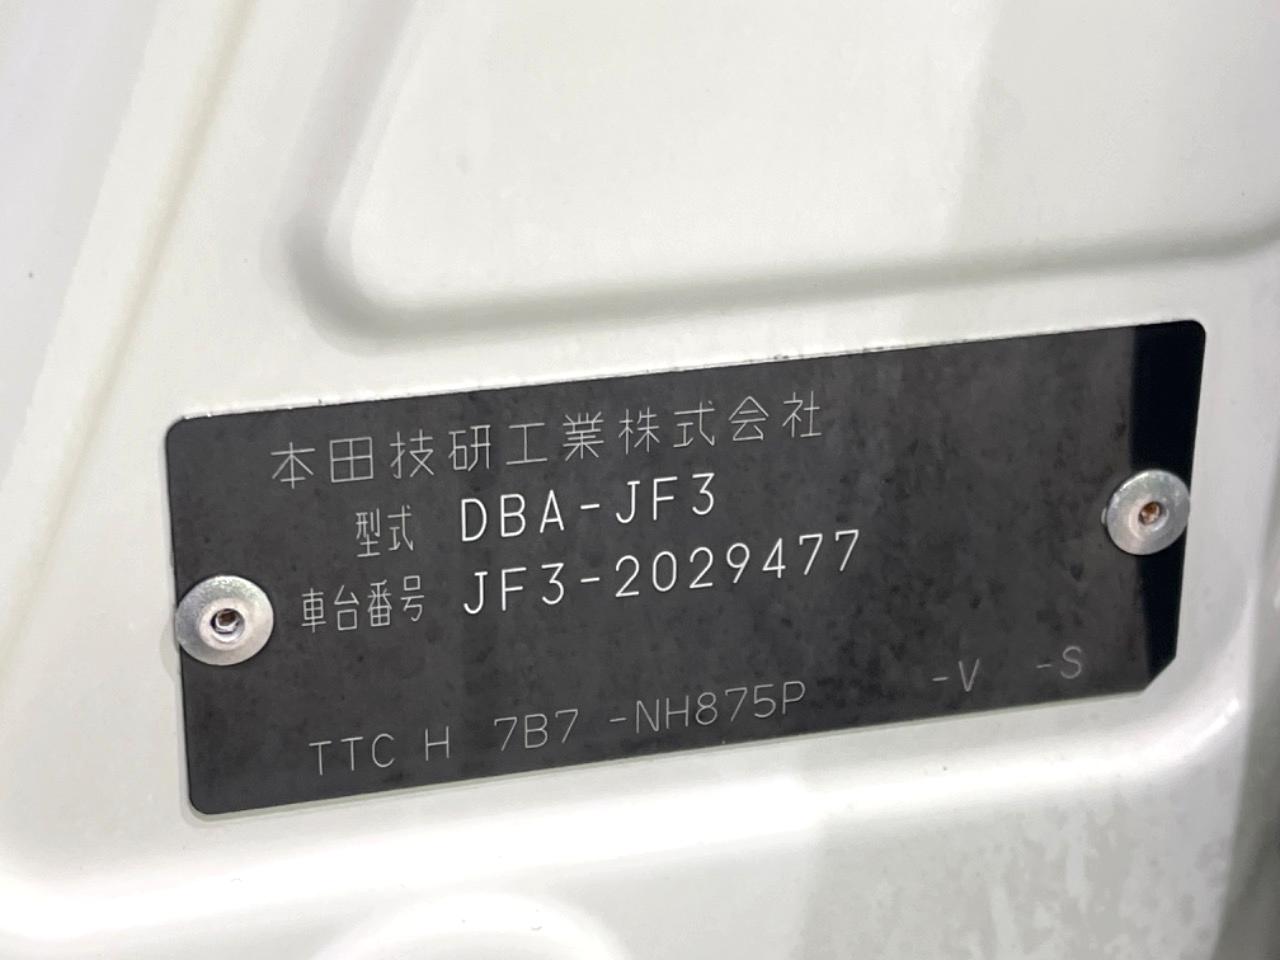 本田技研工業株式会社
型式 DBA-JF3
車台番号 JF3-2029477
TTC H 7B7 -NH875P -V -S